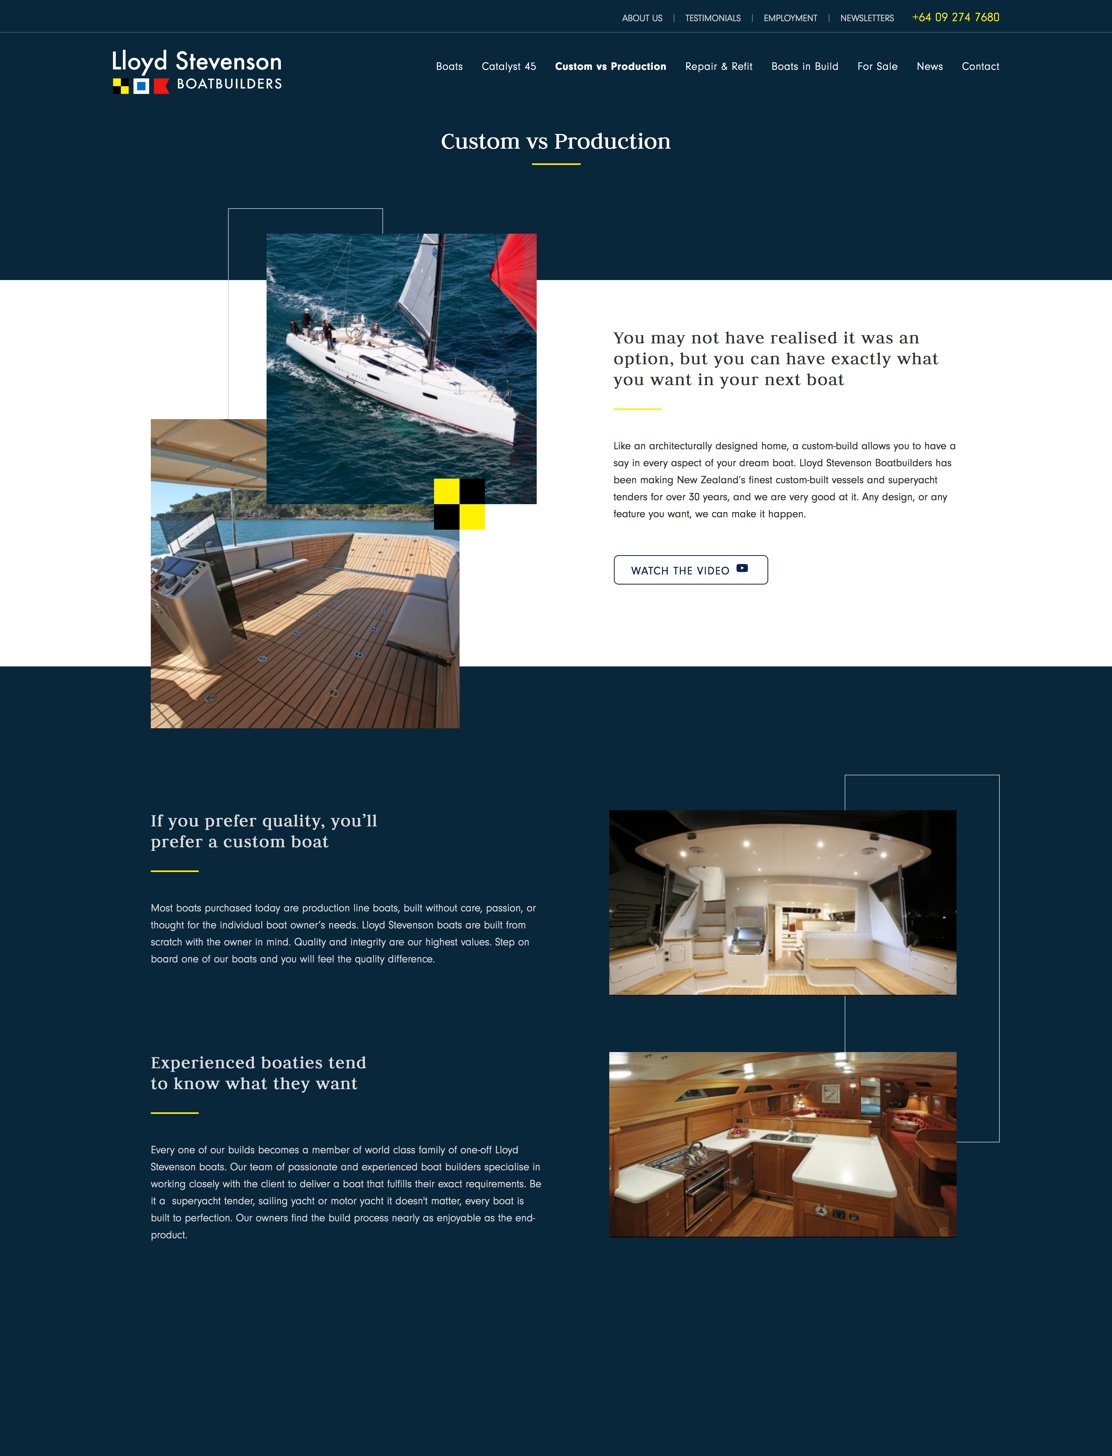 ABOUT US | TESTIMONIALS | EMPLOYMENT | NEWSLETTERS +64 09 274 7680
Lloyd Stevenson
BOATBUILDERS
Boats Catalyst 45 Custom vs Production Repair & Refit Boats in Build For Sale News Contact
Custom vs Production
You may not have realised it was an
option, but you can have exactly what
you want in your next boat
Like an architecturally designed home, a custom-build allows you to have a
say in every aspect of your dream boat. Lloyd Stevenson Boatbuilders has
been making New Zealand's finest custom-built vessels and superyacht
tenders for over 30 years, and we are very good at it. Any design, or any
feature you want, we can make it happen.
WATCH THE VIDEO
If you prefer quality, you'll
prefer a custom boat
Most boats purchased today are production line boats, built without care, passion, or
thought for the individual boat owner's needs. Lloyd Stevenson boats are built from
scratch with the owner in mind. Quality and integrity are our highest values. Step on
board one of our boats and you will feel the quality difference.
Experienced boaties tend
to know what they want
Every one of our builds becomes a member of world class family of one-off Lloyd
Stevenson boats. Our team of passionate and experienced boat builders specialise in
working closely with the client to deliver a boat that fulfills their exact requirements. Be
it a  superyacht tender, sailing yacht or motor yacht it doesn't matter, every boat is
built to perfection. Our owners find the build process nearly as enjoyable as the end-
product.